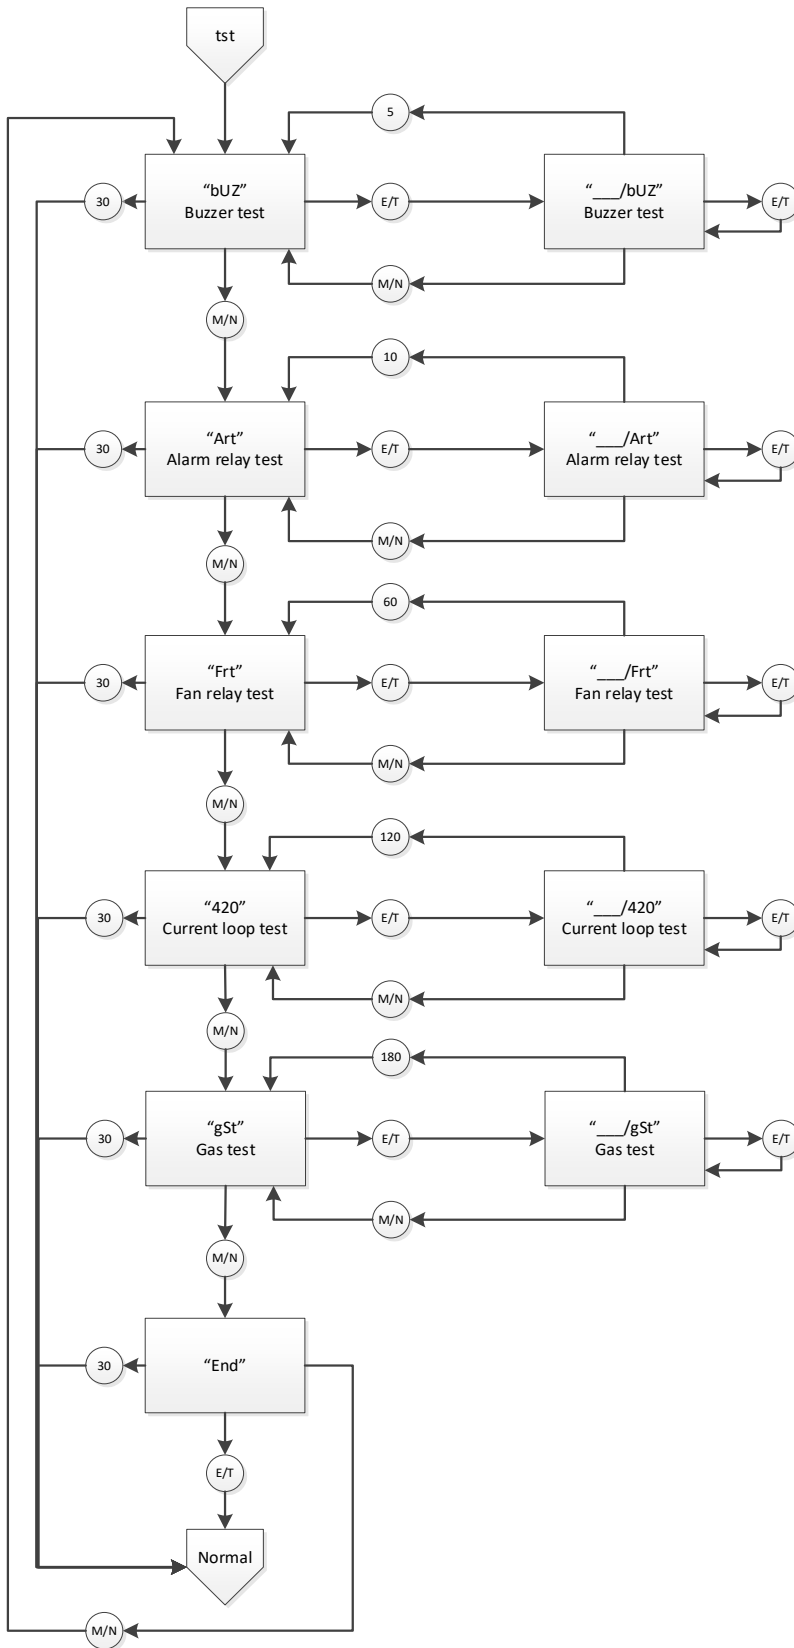 tst
5
“bUZ”
Buzzer test
30
E/T
“___/bUZ”
Buzzer test
E/T
M/N
M/N
10
“Art”
Alarm relay test
30
E/T
“___/Art”
Alarm relay test
E/T
M/N
M/N
60
“Frt”
Fan relay test
30
E/T
“___/Frt”
Fan relay test
E/T
M/N
M/N
120
“420”
Current loop test
30
E/T
“___/420”
Current loop test
E/T
M/N
M/N
180
“gSt”
Gas test
30
E/T
“___/gSt”
Gas test
E/T
M/N
M/N
“End”
30
E/T
Normal
M/N